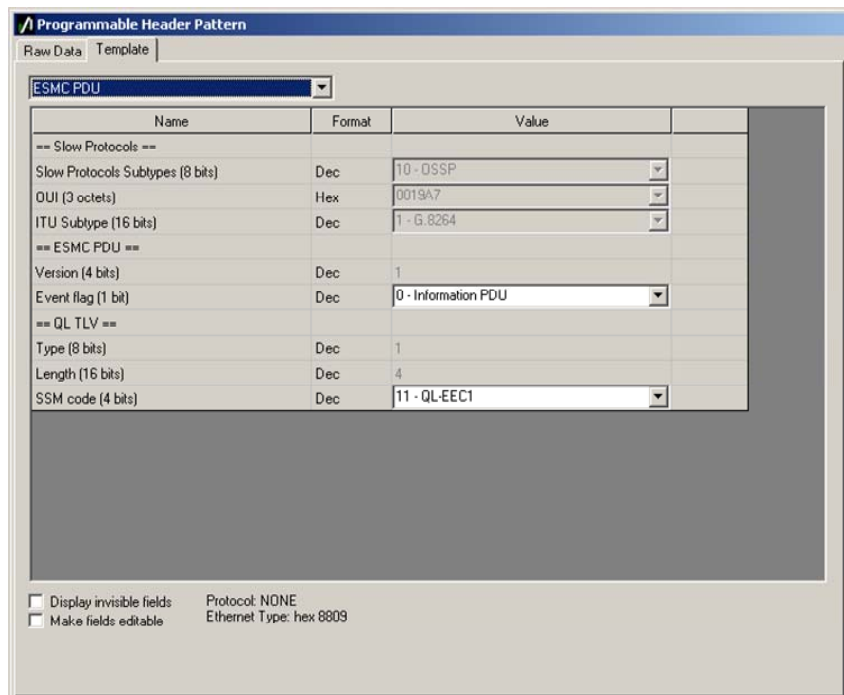 Programmable Header Pattern
Raw Data Template
ESMC PDU
Name Format Value
== Slow Protocols ==
Slow Protocols Subtypes (8 bits) Dec 10 - OSSP
OUI (3 octets) Hex 0019A7
ITU Subtype (16 bits) Dec 1 - G.8264
== ESMC PDU ==
Version (4 bits) Dec 1
Event flag (1 bit) Dec 0 - Information PDU
== QL TLV ==
Type (8 bits) Dec 1
Length (16 bits) Dec 4
SSM code (4 bits) Dec 11 - QL-EEC1
Display invisible fields Protocol: NONE
Make fields editable Ethernet Type: hex 8809